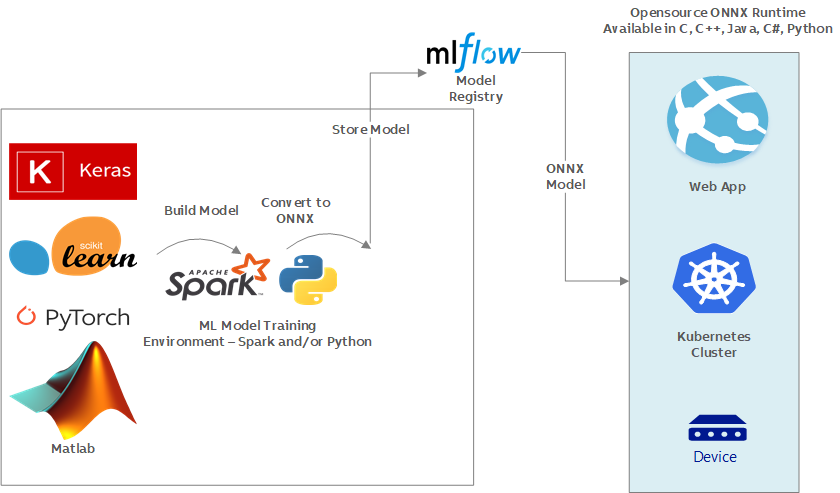 Opensource ONNX Runtime
Available in C, C++, Java, C#, Python
mlflow
Model
Registry
Store Model
K Keras
ONNX
Model
Web App
Build Model
Convert to
ONNX
scikit
learn
APACHE
Spark™
PyTorch
ML Model Training
Environment – Spark and/or Python
Kubernetes
Cluster
Matlab
Device